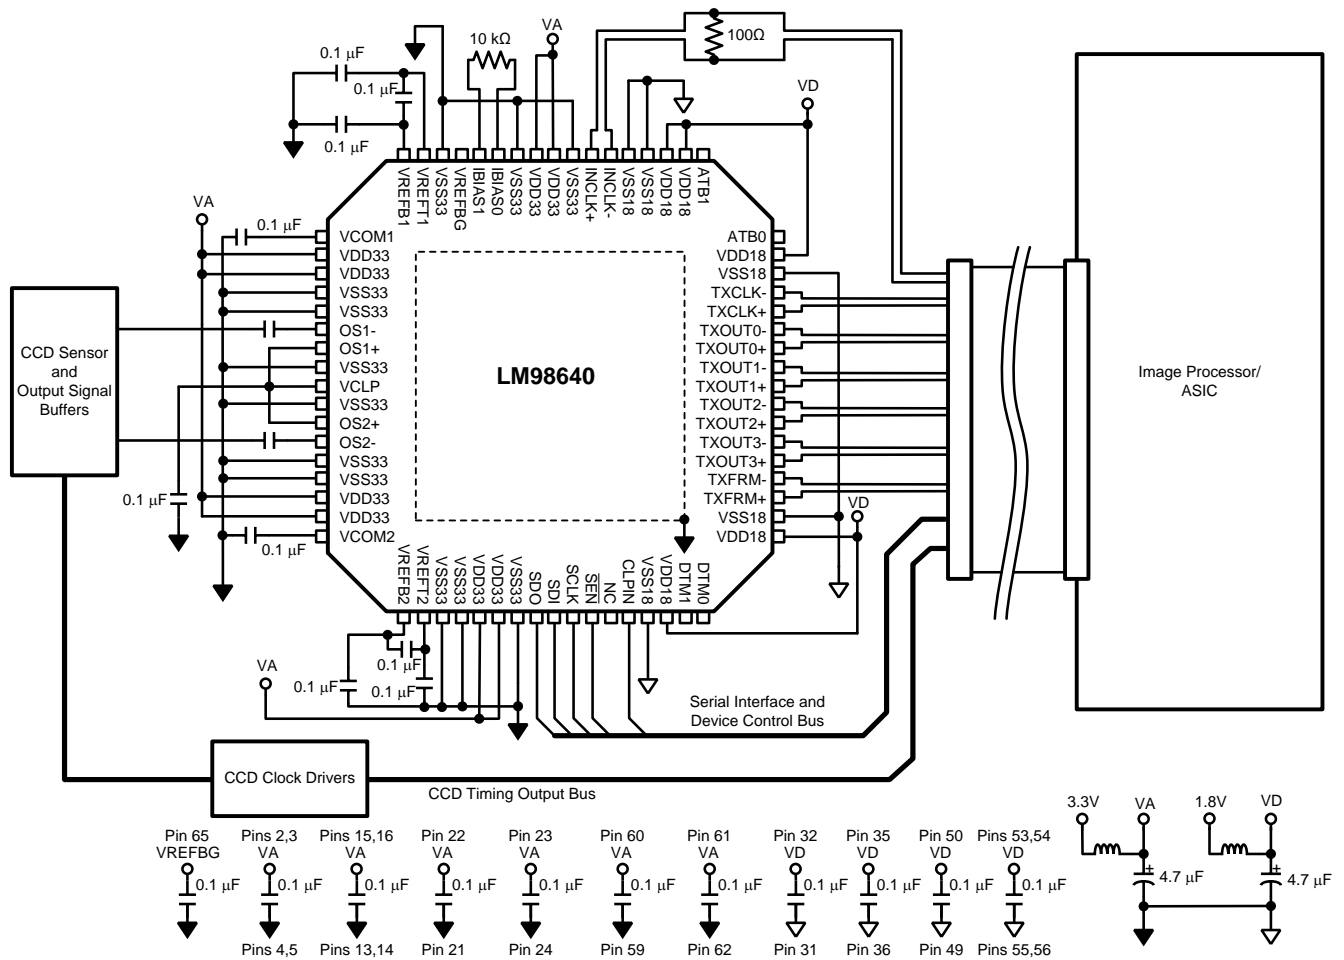 10 kΩ
VA
100Ω
0.1 µF
0.1 µF
0.1 µF
VD
VREFB1
VREFT1
VSS33
VREFBG
IBIAS1
IBIAS0
VSS33
VDD33
VDD33
VSS33
INCLK+
INCLK-
VSS18
VSS18
VDD18
VDD18
ATB1
VA
0.1 µF
VCOM1
VDD33
VDD33
VSS33
VSS33
OS1-
OS1+
VSS33
VCLP
VSS33
OS2+
OS2-
VSS33
VSS33
VDD33
VDD33
VCOM2
0.1 µF
0.1 µF
CCD Sensor
and
Output Signal
Buffers
LM98640
ATB0
VDD18
VSS18
TXCLK-
TXCLK+
TXOUT0-
TXOUT0+
TXOUT1-
TXOUT1+
TXOUT2-
TXOUT2+
TXOUT3-
TXOUT3+
TXFRM-
TXFRM+
VSS18
VDD18
VD
Image Processor/
ASIC
VREFB2
VREFT2
VSS33
VSS33
VDD33
VDD33
VSS33
SDO
SDI
SCLK
SEN
NC
CLPIN
VSS18
VDD18
DTM1
DTM0
VA
0.1 µF
0.1 µF
0.1 µF
Serial Interface and
Device Control Bus
CCD Clock Drivers
CCD Timing Output Bus
3.3V
VA
4.7 µF
1.8V
VD
4.7 µF
Pin 65
VREFBG
0.1 µF
Pins 2,3
VA
0.1 µF
Pins 4,5
Pins 15,16
VA
0.1 µF
Pins 13,14
Pin 22
VA
0.1 µF
Pin 21
Pin 23
VA
0.1 µF
Pin 24
Pin 60
VA
0.1 µF
Pin 59
Pin 61
VA
0.1 µF
Pin 62
Pin 32
VD
0.1 µF
Pin 31
Pin 35
VD
0.1 µF
Pin 36
Pin 50
VD
0.1 µF
Pin 49
Pins 53,54
VD
0.1 µF
Pins 55,56